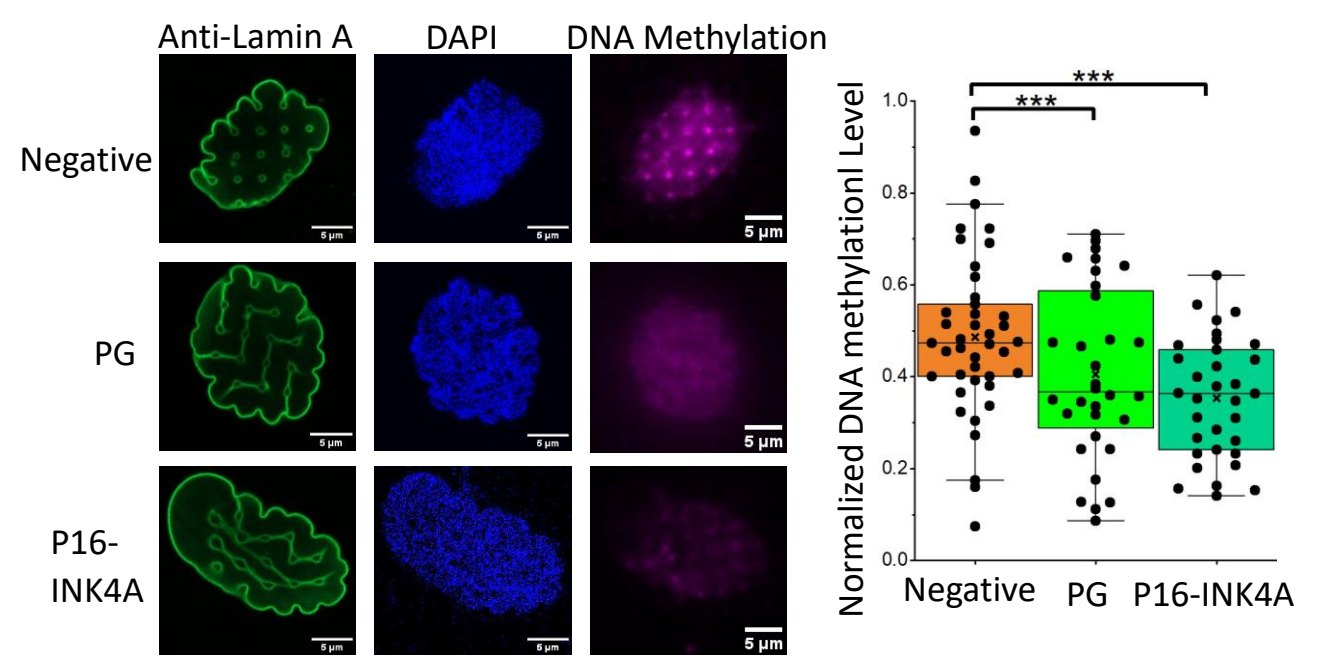 Anti-Lamin A
DAPI
DNA Methylation
Negative
5 μm
5 μm
5 μm
PG
5 μm
5 μm
5 μm
P16-
INK4A
5 μm
5 μm
5 μm
Normalized DNA methylationl Level
***
***
1.0
0.8
0.6
0.4
0.2
0.0
Negative
PG
P16-INK4A